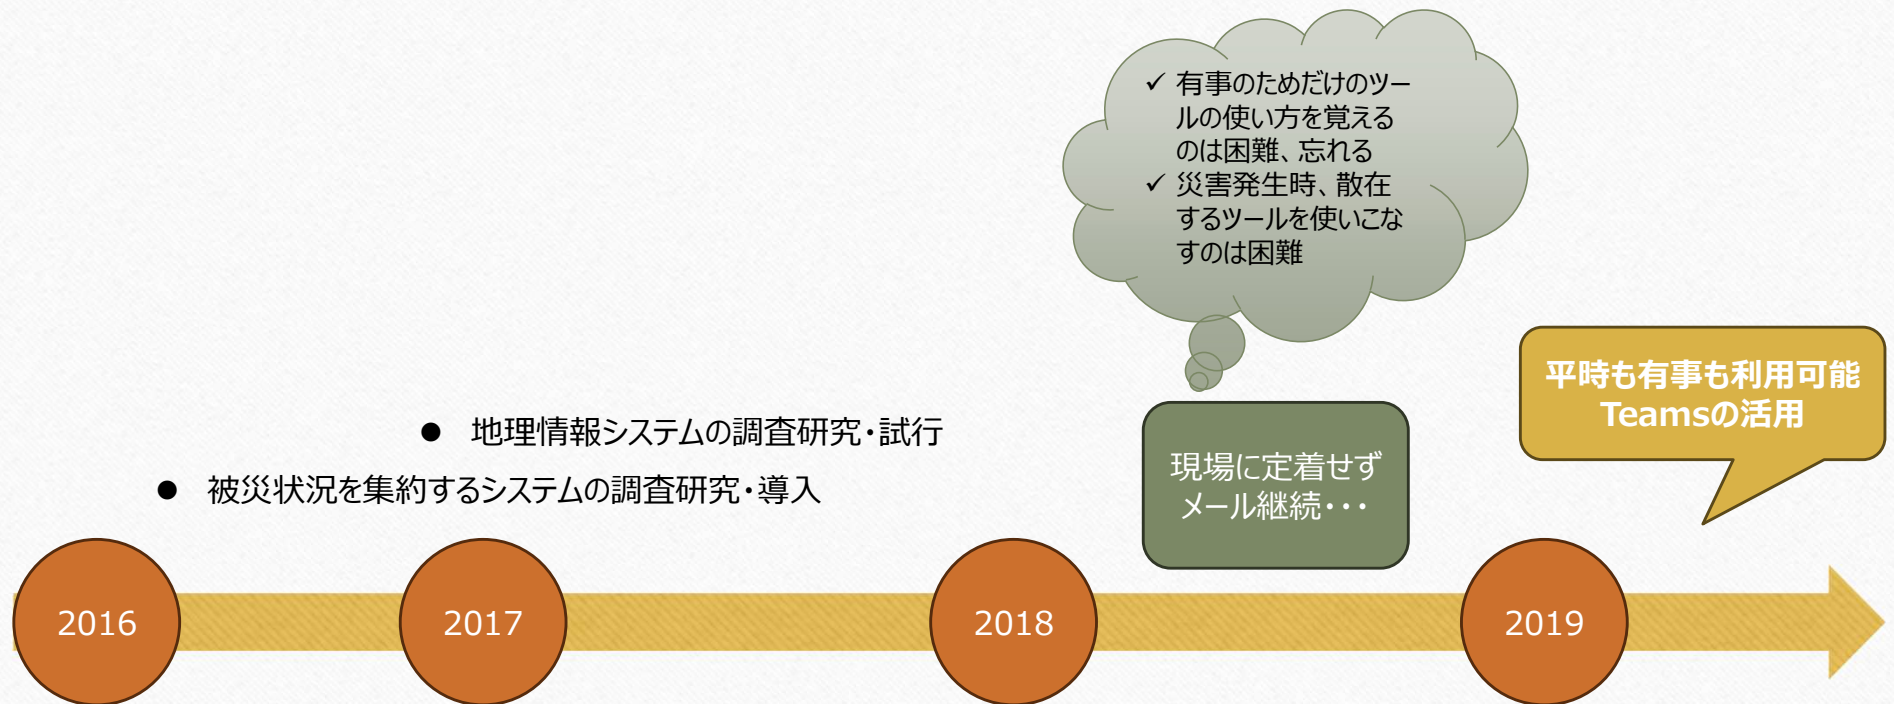 ✓ 有事のためだけのツー
ルの使い方を覚える
のは困難、忘れる
✓ 災害発生時、散在
するツールを使いこな
すのは困難
平時も有事も利用可能
Teamsの活用
● 地理情報システムの調査研究・試行
● 被災状況を集約するシステムの調査研究・導入
現場に定着せず
メール継続・・・
2016
2017
2018
2019